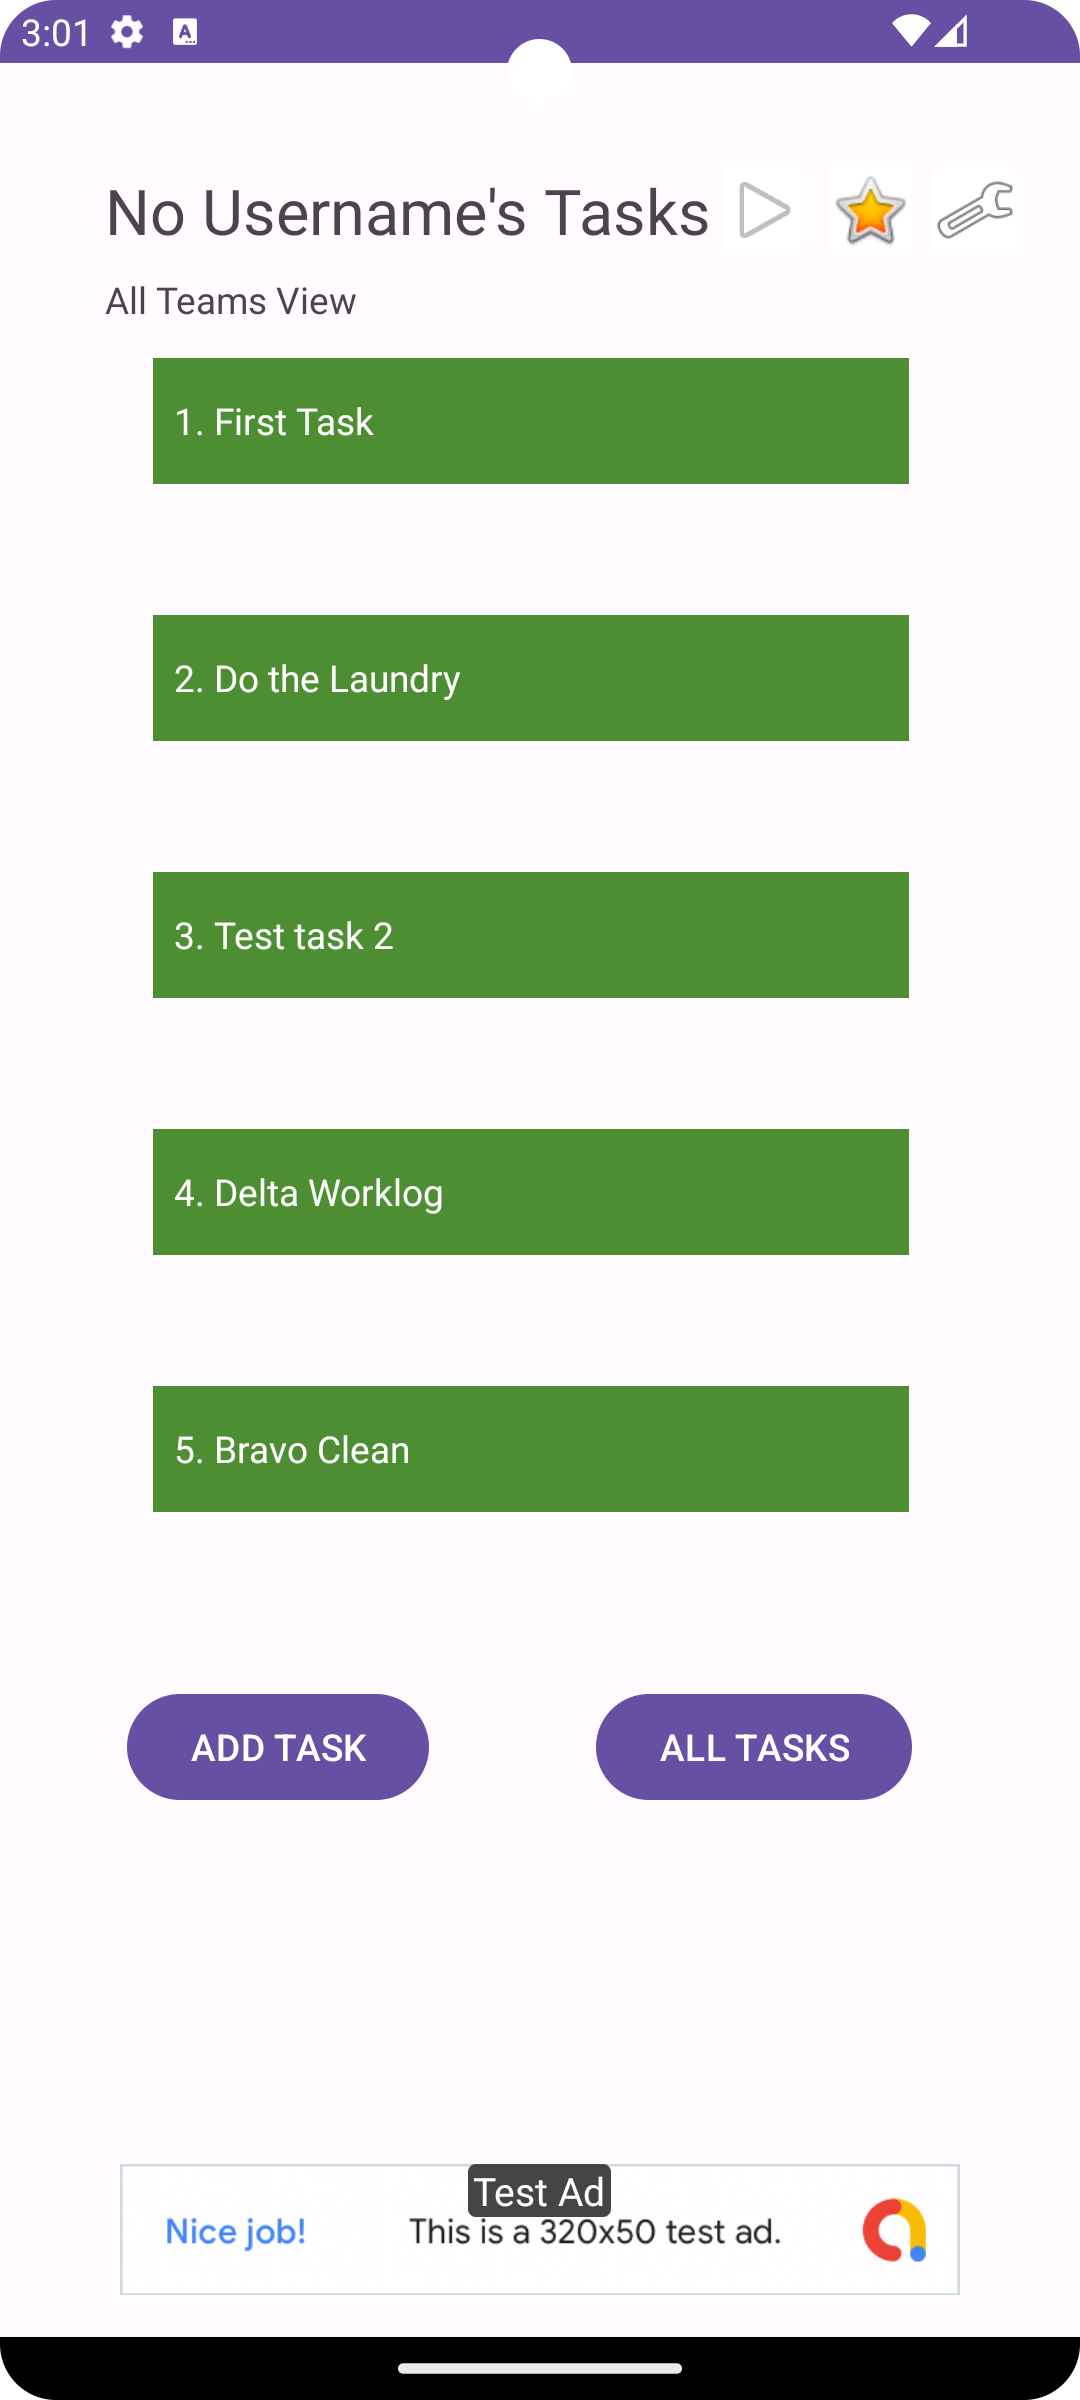 3:01
No Username's Tasks
All Teams View
1. First Task
2. Do the Laundry
3. Test task 2
4. Delta Worklog
5. Bravo Clean
ADD TASK
ALL TASKS
Test Ad
Nice job!
This is a 320x50 test ad.